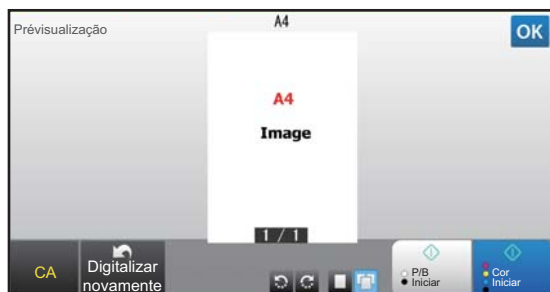 Prévisualização
A4
OK
A4
Image
1 / 1
CA
Digitalizar
novamente
P/B
Iniciar
Cor
Iniciar